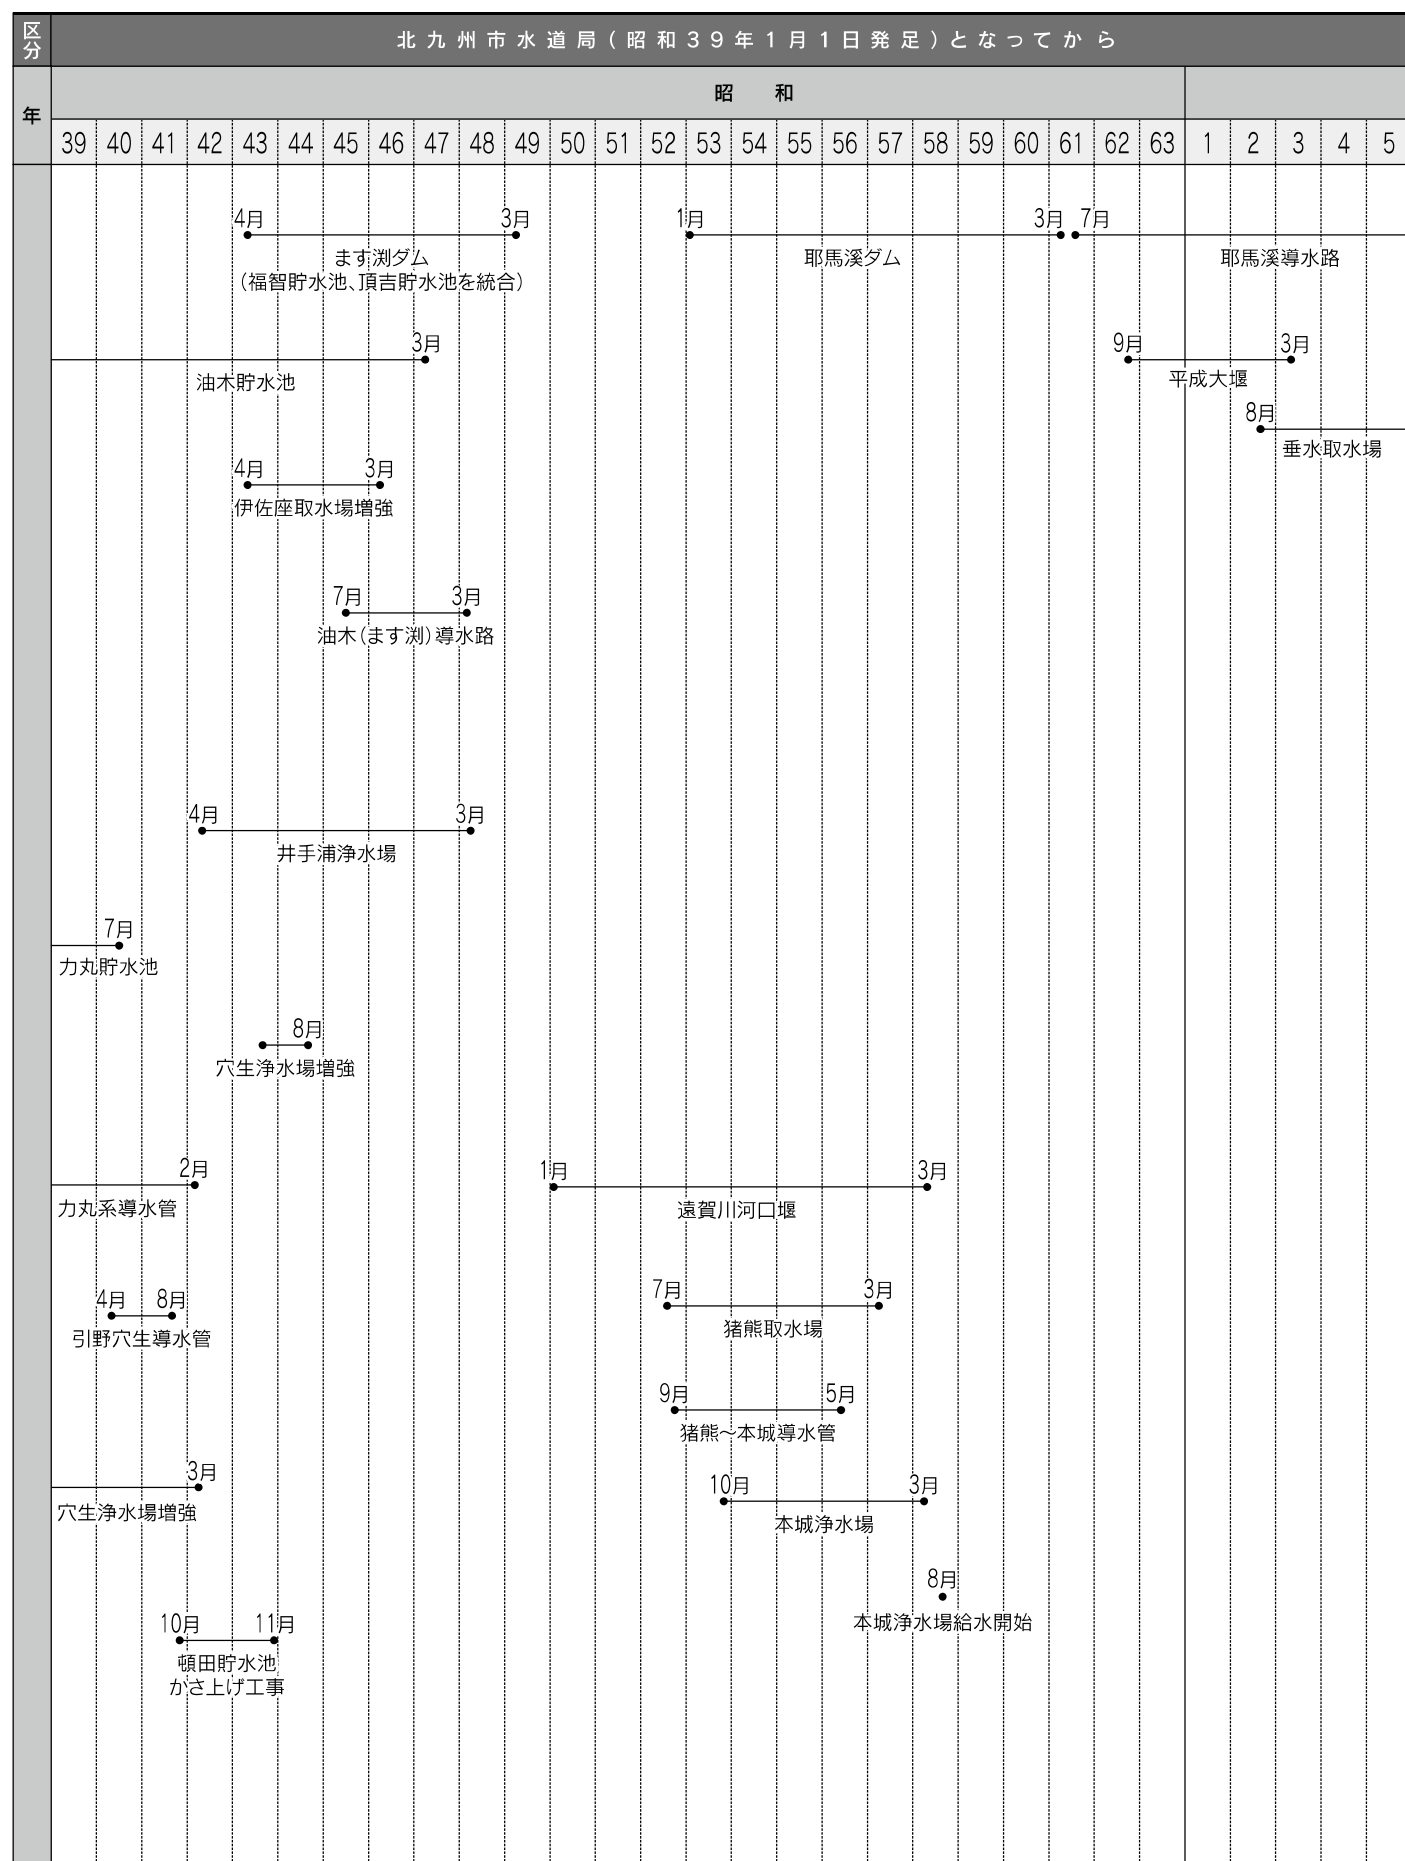 区分
北九州市水道局(昭和39年1月1日発足)となってから
年
昭 和
39 40 41 42 43 44 45 46 47 48 49 50 51 52 53 54 55 56 57 58 59 60 61 62 63 1 2 3 4 5
4月 3月
ます渕ダム
(福智貯水池、頂吉貯水池を統合)
1月 3月
耶馬溪ダム
7月
耶馬溪導水路
3月
油木貯水池
9月 3月
平成大堰
8月
垂水取水場
4月 3月
伊佐座取水場増強
7月 3月
油木(ます渕)導水路
4月 3月
井手浦浄水場
7月
力丸貯水池
8月
穴生浄水場増強
2月
力丸系導水管
1月 3月
遠賀川河口堰
4月 8月
引野穴生導水管
7月 3月
猪熊取水場
9月 5月
猪熊～本城導水管
3月
穴生浄水場増強
10月 3月
本城浄水場
8月
本城浄水場給水開始
10月 11月
頓田貯水池
かさ上げ工事